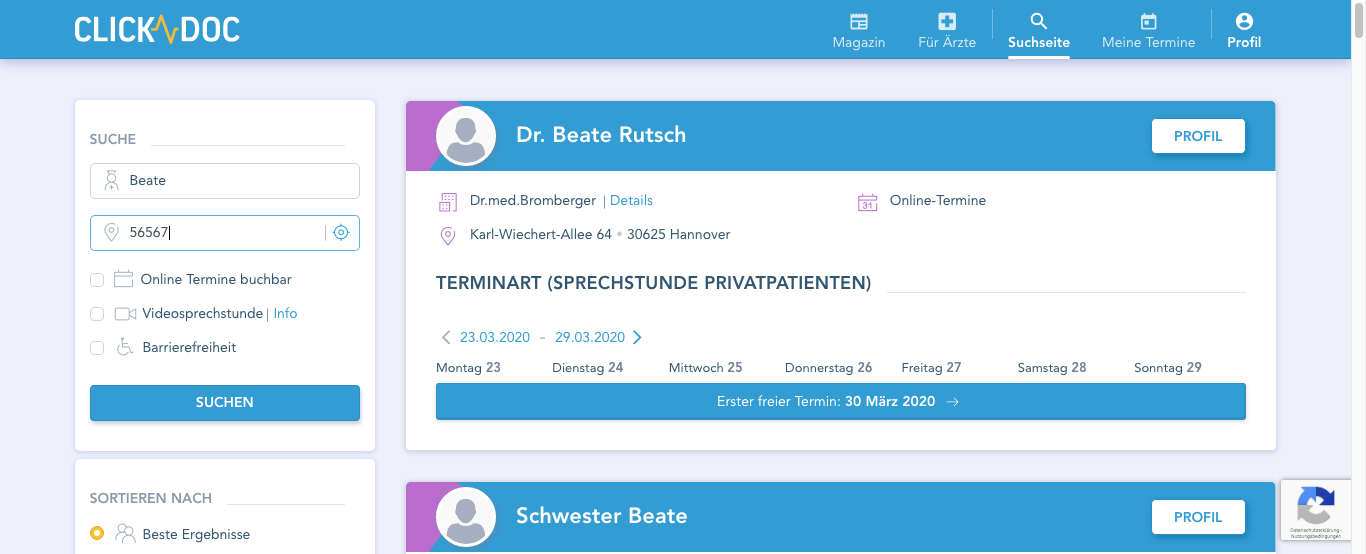 CLICKDOC
Magazin
Für Ärzte
Suchseite
Meine Termine
Profil
SUCHE
Beate
56567
Online Termine buchbar
Videosprechstunde | Info
Barrierefreiheit
SUCHEN
SORTIEREN NACH
Beste Ergebnisse
Dr. Beate Rutsch
PROFIL
Dr.med.Bromberger | Details
Online-Termine
Karl-Wiechert-Allee 64 • 30625 Hannover
TERMINART (SPRECHSTUNDE PRIVATPATIENTEN)
23.03.2020 - 29.03.2020
Montag 23 Dienstag 24 Mittwoch 25 Donnerstag 26 Freitag 27 Samstag 28 Sonntag 29
Erster freier Termin: 30 März 2020 →
Schwester Beate
PROFIL
31
Datenschutzerklärung -
Nutzungsbedingungen